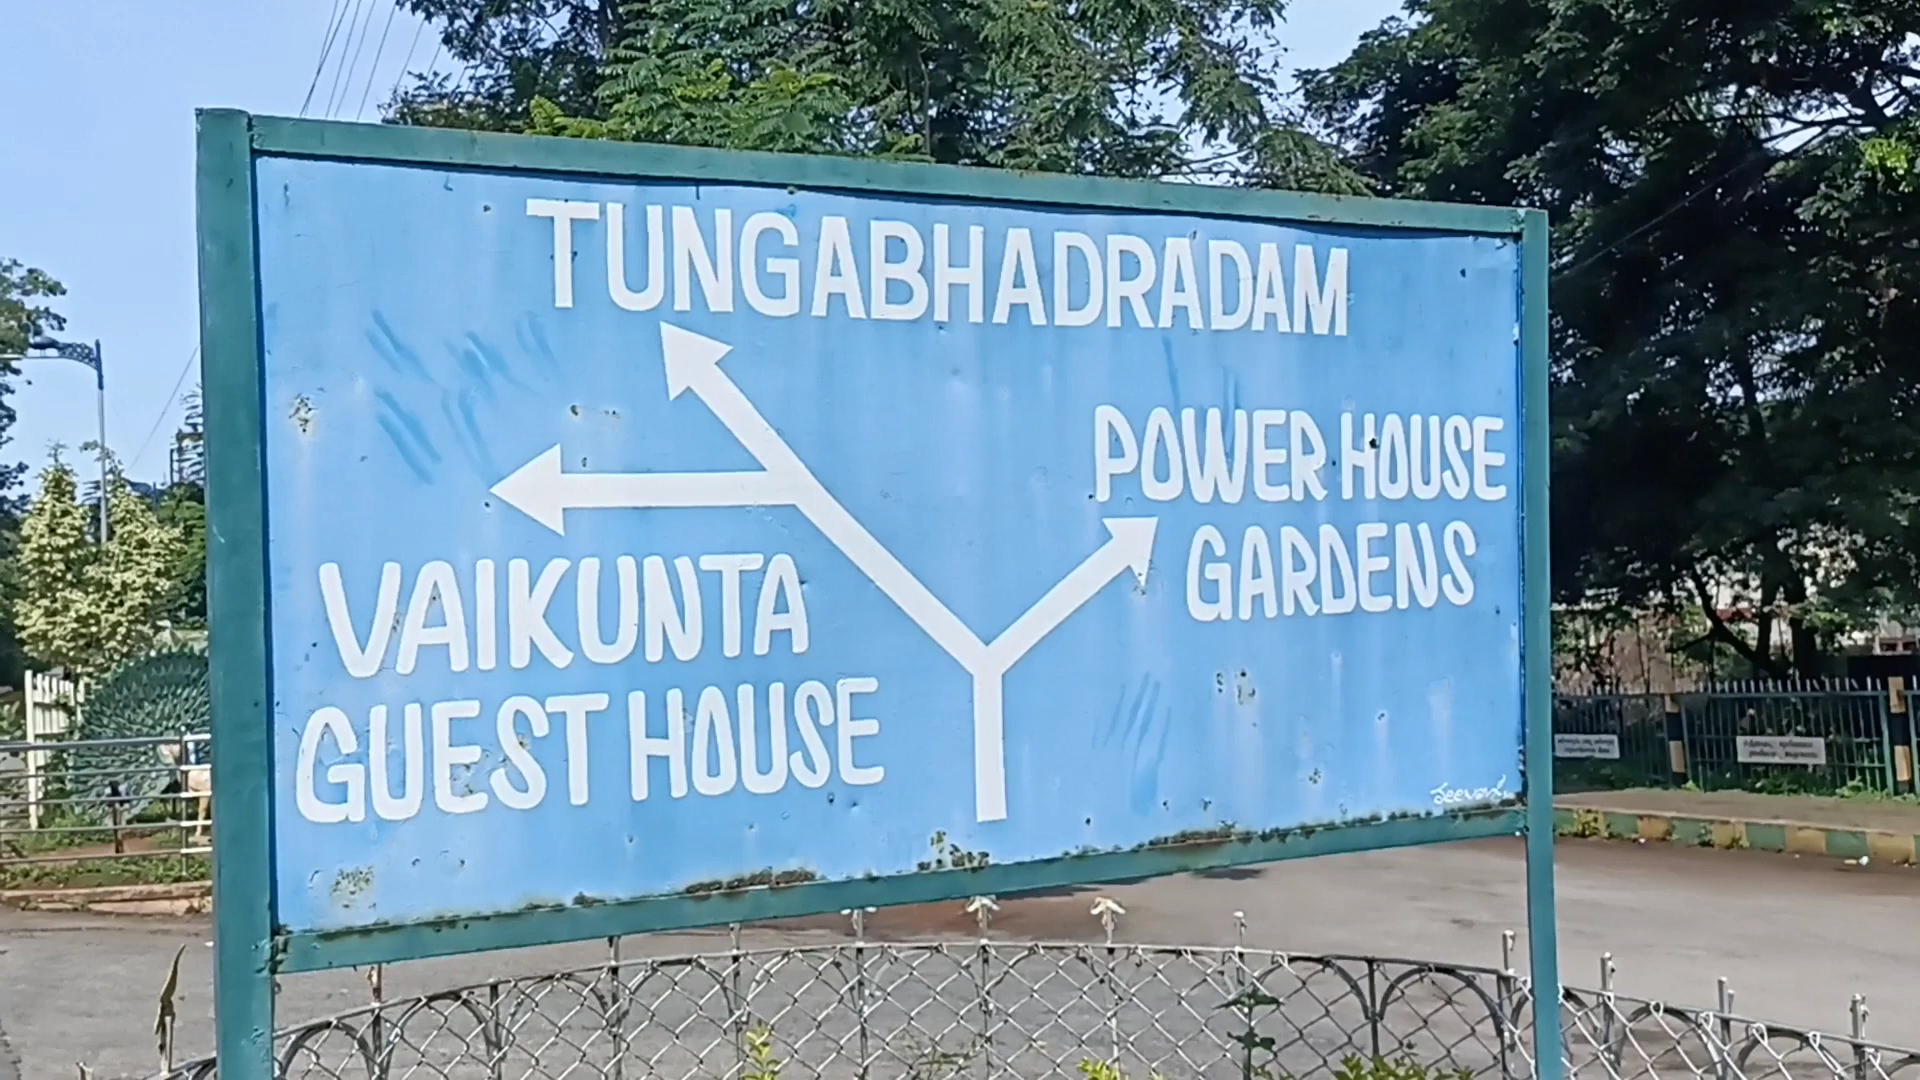 TUNGABHADRADAM
POWER HOUSE
GARDENS
VAIKUNTA
GUEST HOUSE